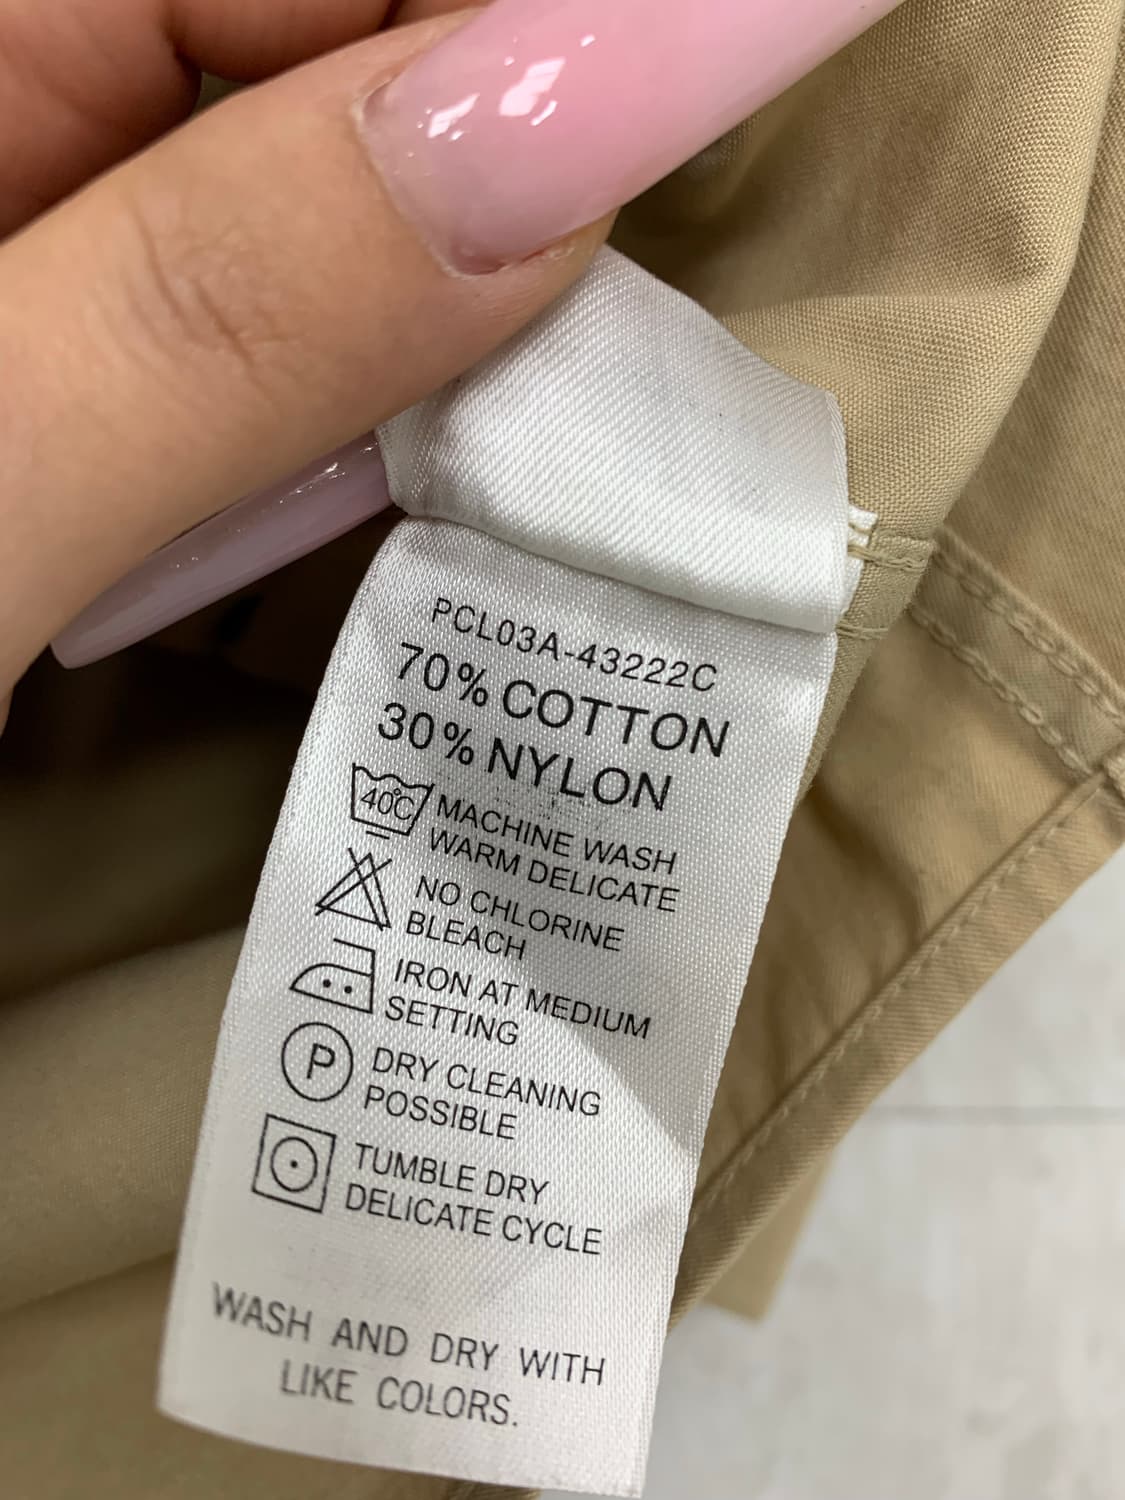 PCL03A-43222C
70% COTTON
30% NYLON
40°C MACHINE WASH
WARM DELICATE
NO CHLORINE
BLEACH
IRON AT MEDIUM
SETTING
P DRY CLEANING
POSSIBLE
TUMBLE DRY
DELICATE CYCLE
WASH AND DRY WITH
LIKE COLORS.